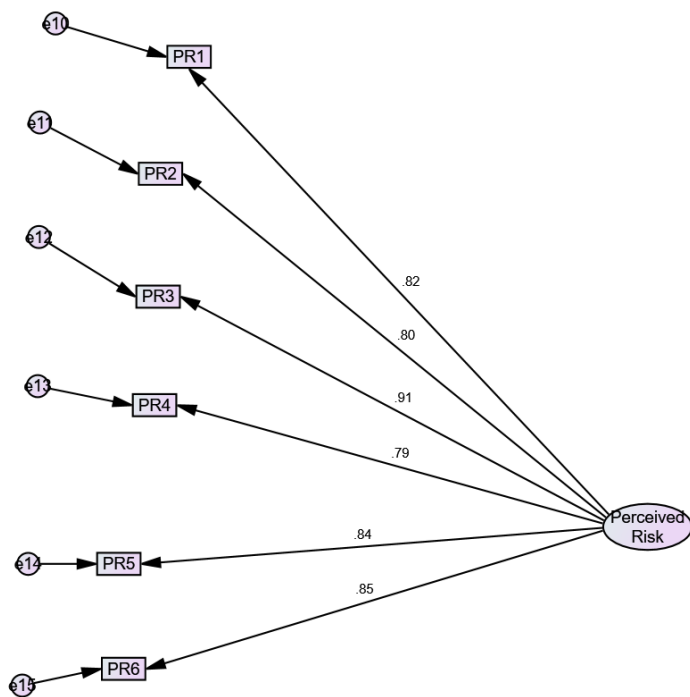 e10
PR1
e11
PR2
e12
.82
PR3
.80
e13
.91
PR4
.79
Perceived
Risk
.84
e14
PR5
.85
PR6
e15